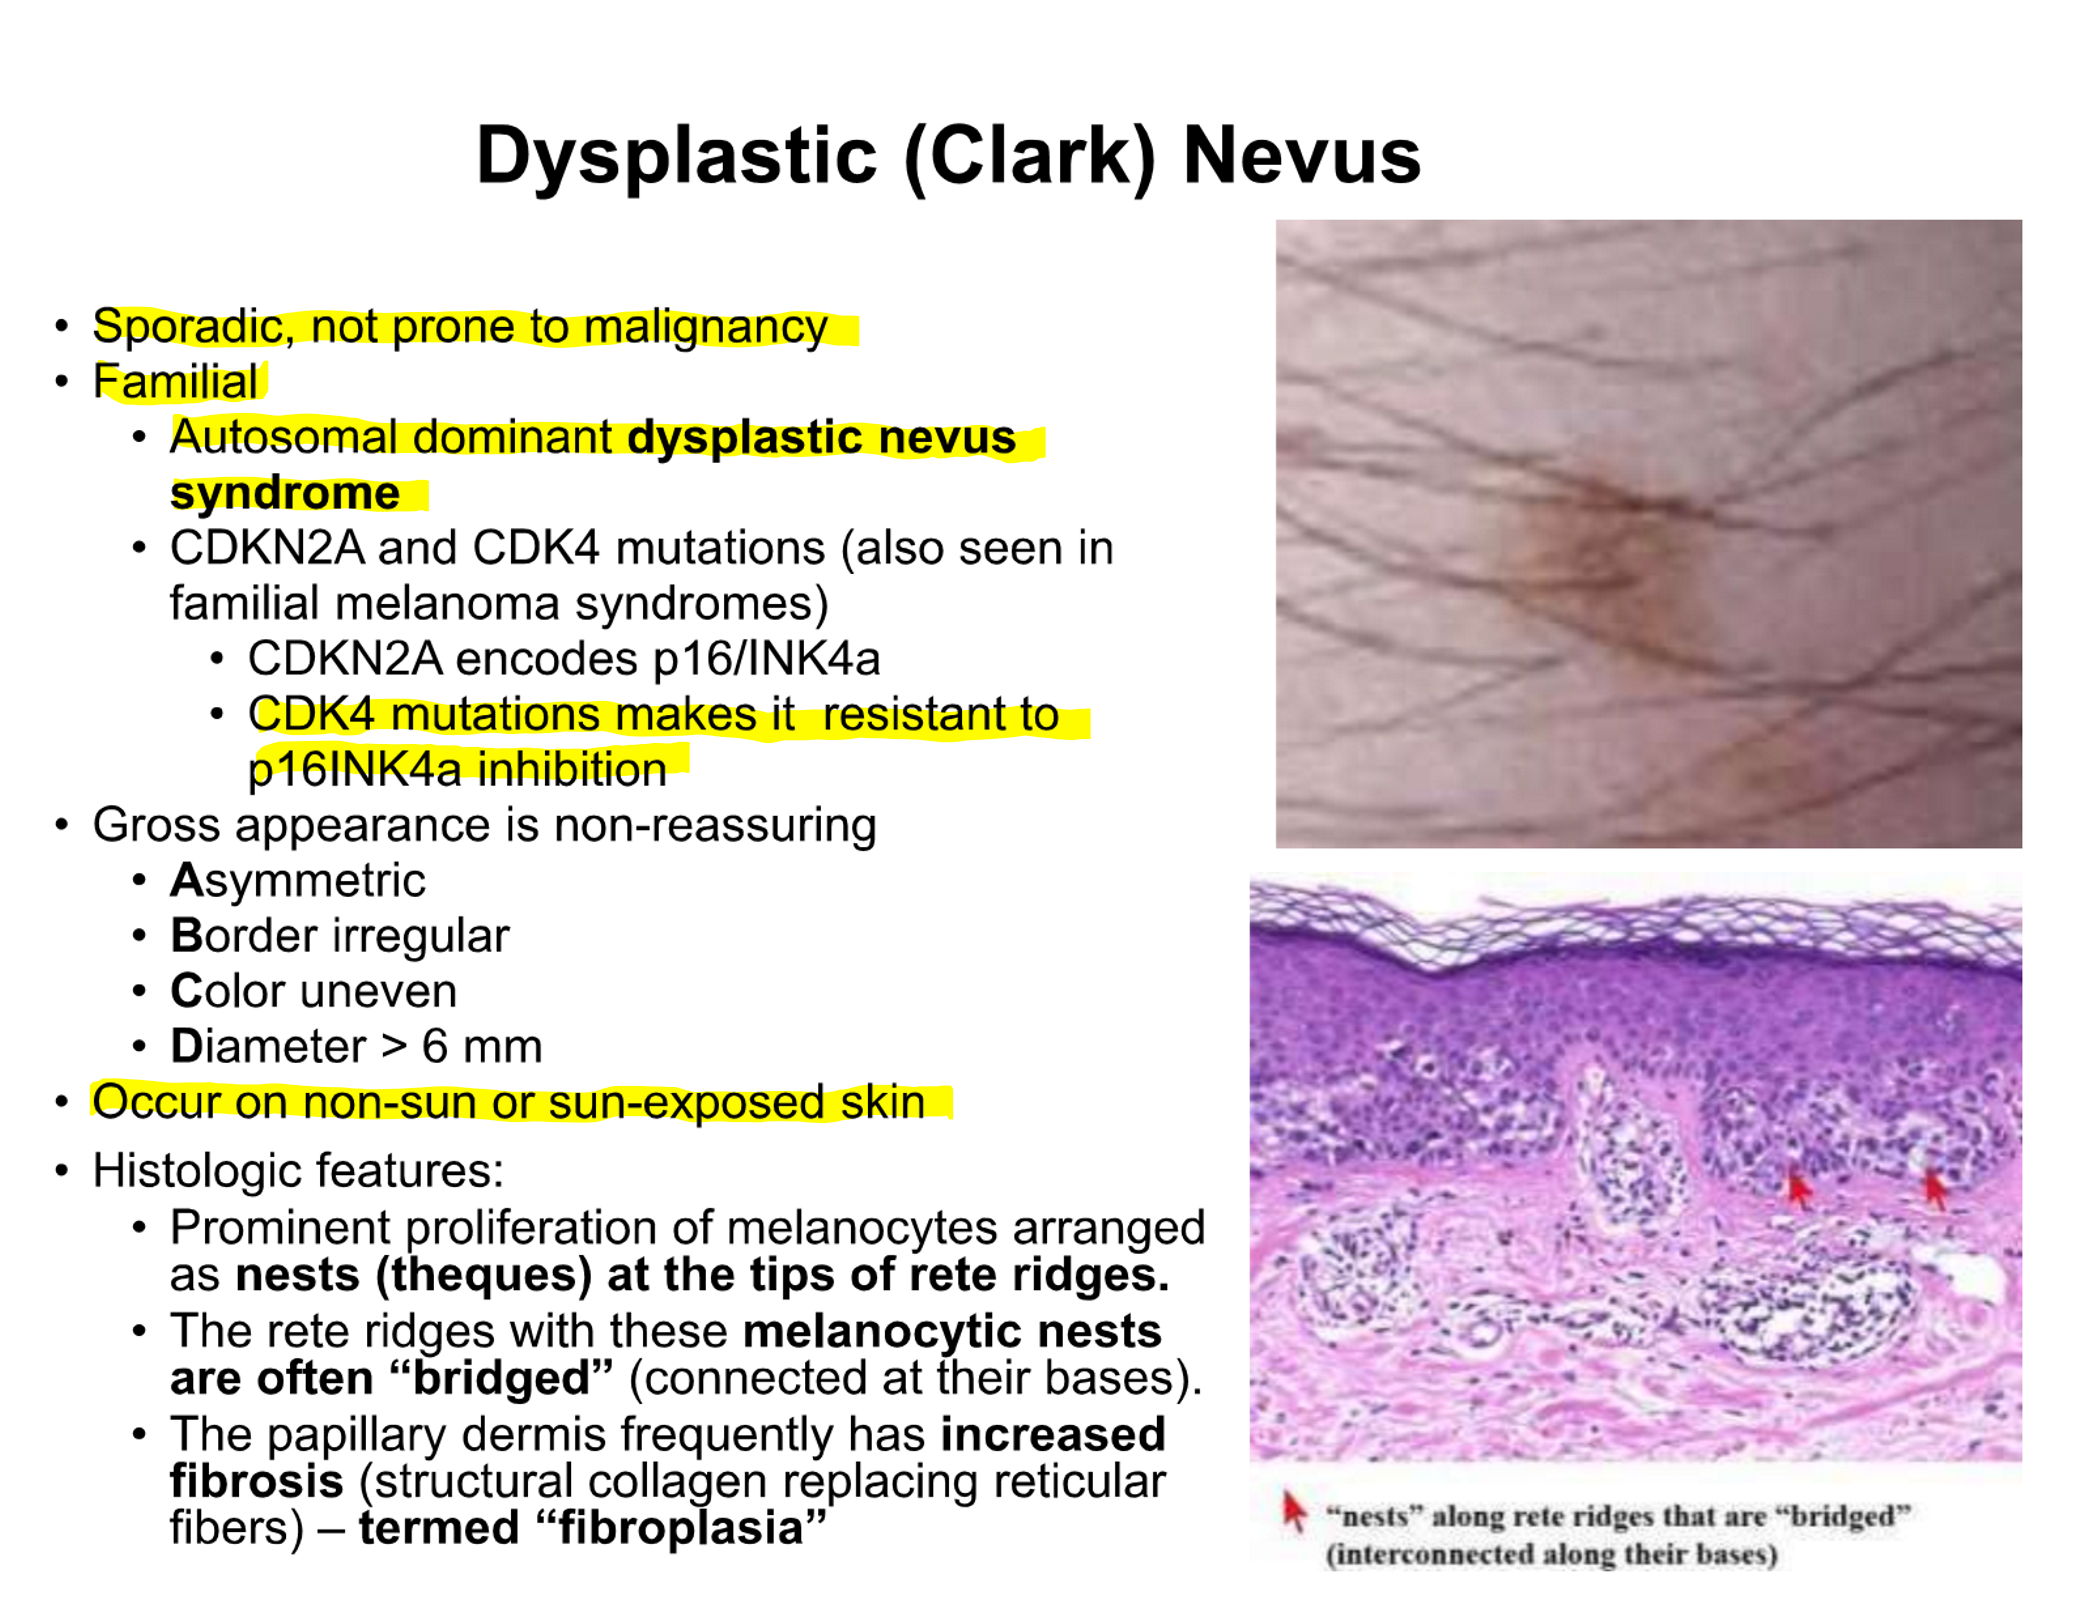 Dysplastic (Clark) Nevus
• Sporadic, not prone to malignancy
• Familial
• Autosomal dominant dysplastic nevus
syndrome
• CDKN2A and CDK4 mutations (also seen in
familial melanoma syndromes)
• CDKN2A encodes p16/INK4a
• CDK4 mutations makes it  resistant to
p16INK4a inhibition
• Gross appearance is non-reassuring
• Asymmetric
• Border irregular
• Color uneven
• Diameter > 6 mm
• Occur on non-sun or sun-exposed skin
• Histologic features:
• Prominent proliferation of melanocytes arranged
as nests (theques) at the tips of rete ridges.
• The rete ridges with these melanocytic nests
are often “bridged” (connected at their bases).
• The papillary dermis frequently has increased
fibrosis (structural collagen replacing reticular
fibers) – termed “fibroplasia”
“nests” along rete ridges that are “bridged”
(interconnected along their bases)